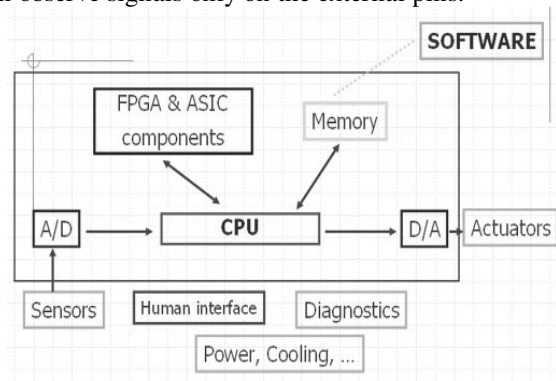 observe signals only on the external pins.
SOFTWARE
FPGA & ASIC
components
Memory
A/D
CPU
D/A
Actuators
Sensors
Human interface
Diagnostics
Power, Cooling, ...